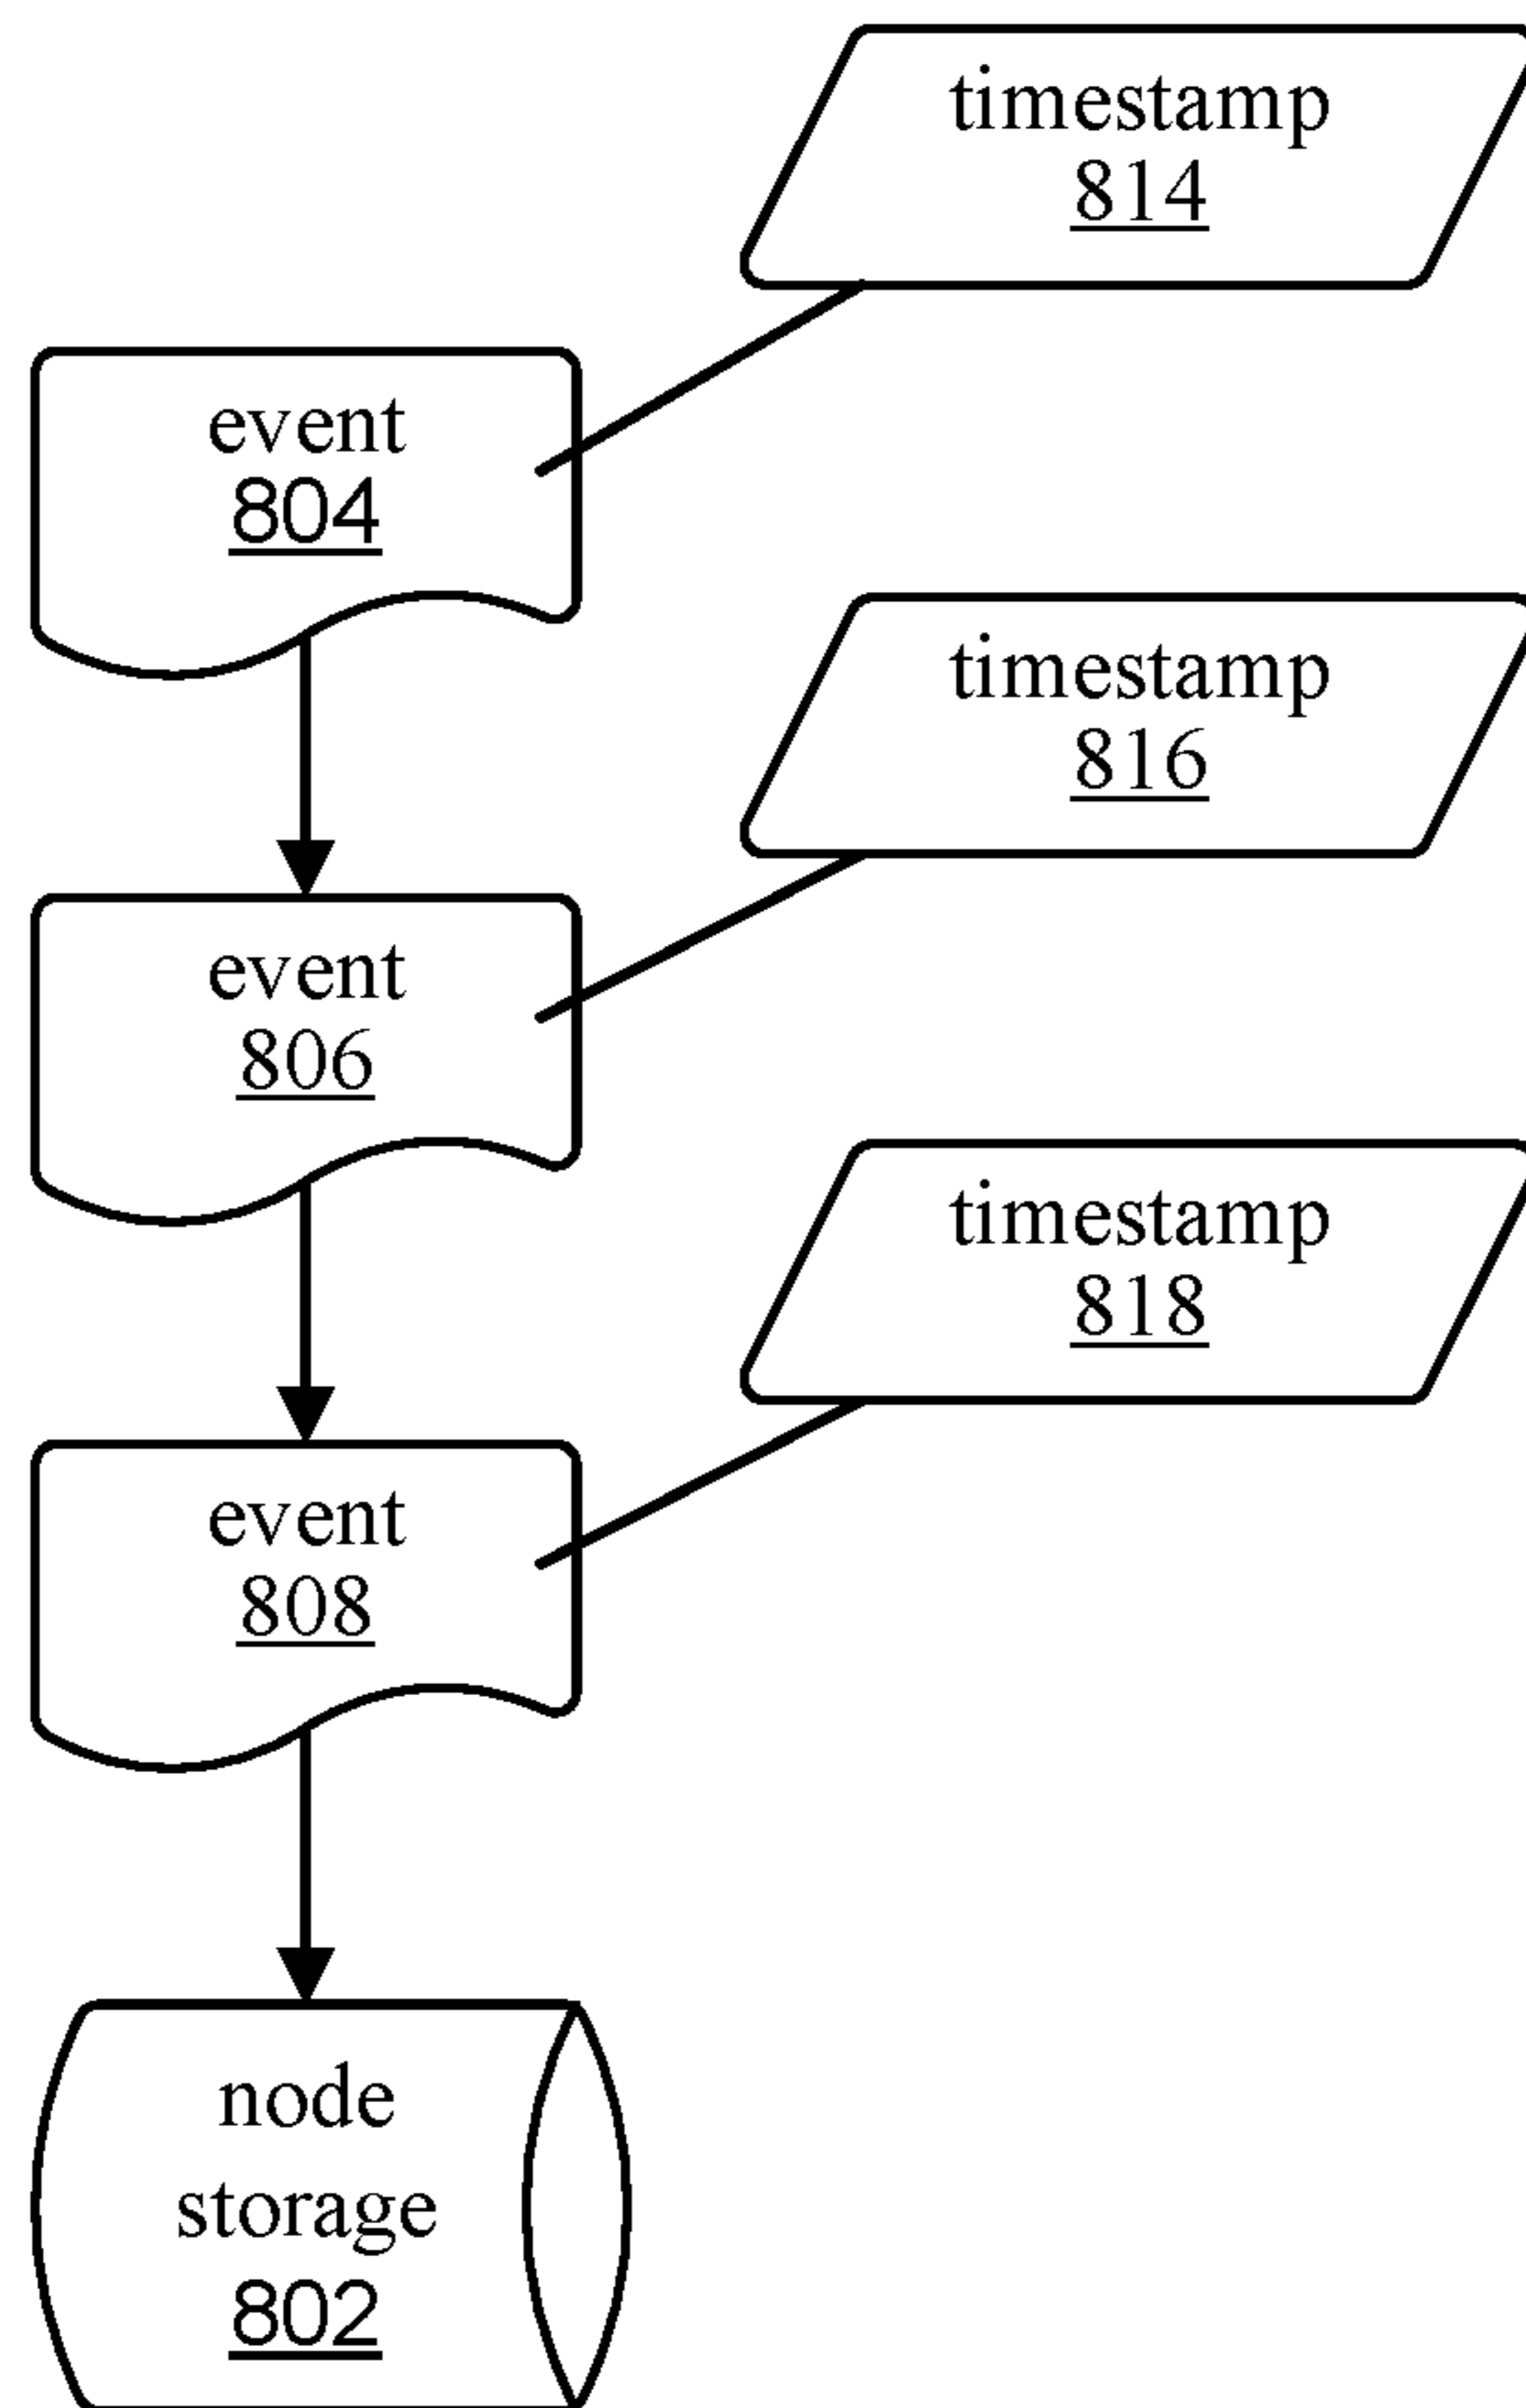 timestamp
814
event
804
timestamp
816
event
806
timestamp
818
event
808
node
storage
802